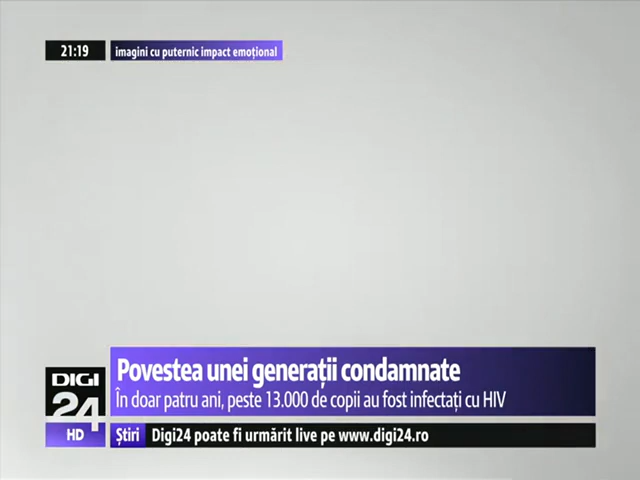 21:19 imagini cu puternic impact emoțional
Povestea unei generații condamnate
În doar patru ani, peste 13.000 de copii au fost infectați cu HIV
DIGI
24
HD
Știri Digi24 poate fi urmărit live pe www.digi24.ro